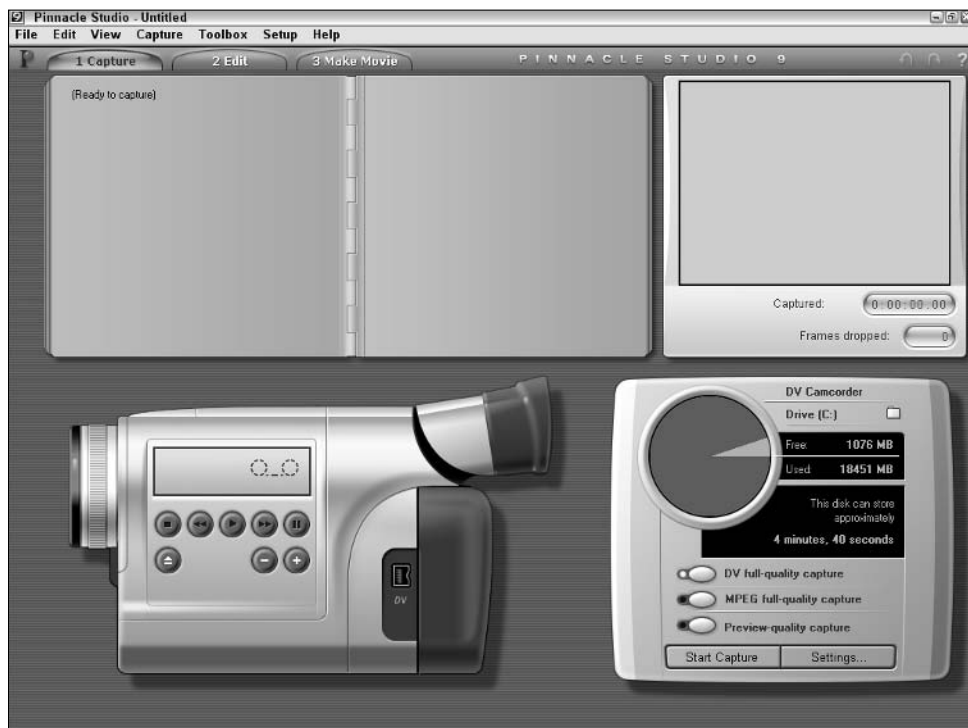 Pinnacle Studio - Untitled
File Edit View Capture Toolbox Setup Help
P 1 Capture 2 Edit 3 Make Movie PINNACLE STUDIO 9 ?
(Ready to capture)
Captured: 0:00:00.00
Frames dropped: 0
DV Camcorder
Drive (C:)
Free: 1076 MB
Used: 18451 MB
This disk can store
approximately
4 minutes, 40 seconds
DV
DV full-quality capture
MPEG full-quality capture
Preview-quality capture
Start Capture Settings...